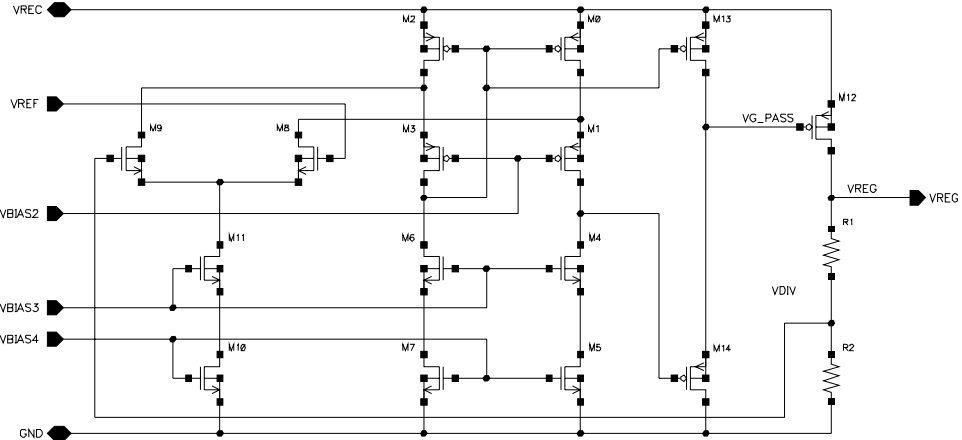 VREC
M2
M0
M13
VREF
M9
M8
M3
M1
M12
VG_PASS
VREG
VREG
VBIAS2
R1
M11
M6
M4
VDIV
VBIAS3
VBIAS4
M10
M7
M5
M14
R2
GND